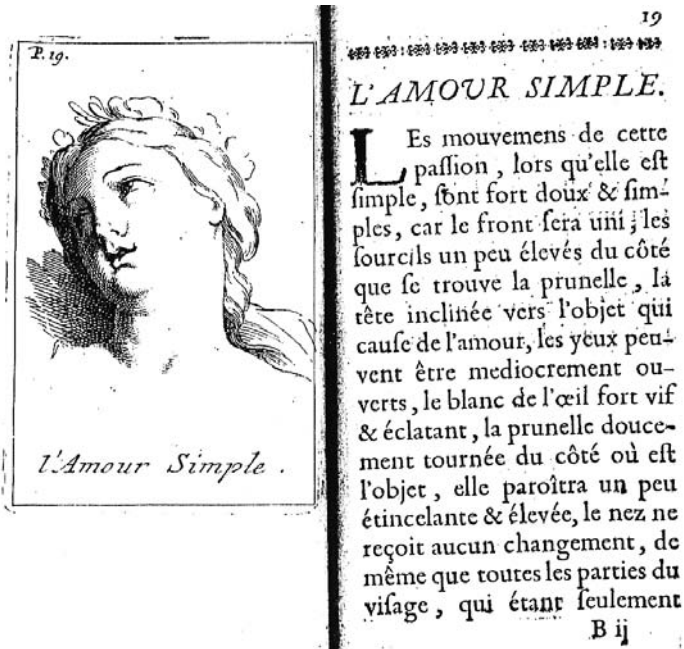 P. 19.
l'Amour Simple.
19
L'AMOUR SIMPLE.
LEs mouvemens de cette
paſſion, lors qu'elle eſt
ſimple, ſont fort doux & ſim-
ples, car le front ſera uni; les
ſourcils un peu élevés du côté
que ſe trouve la prunelle, la
tête inclinée vers l'objet qui
cauſe de l'amour, les yeux peu-
vent être mediocrement ou-
verts, le blanc de l'œil fort vif
& éclatant, la prunelle douce-
ment tournée du côté où eſt
l'objet, elle paroîtra un peu
étincelante & élevée, le nez ne
reçoit aucun changement, de
même que toutes les parties du
viſage, qui étant ſeulement
B ij